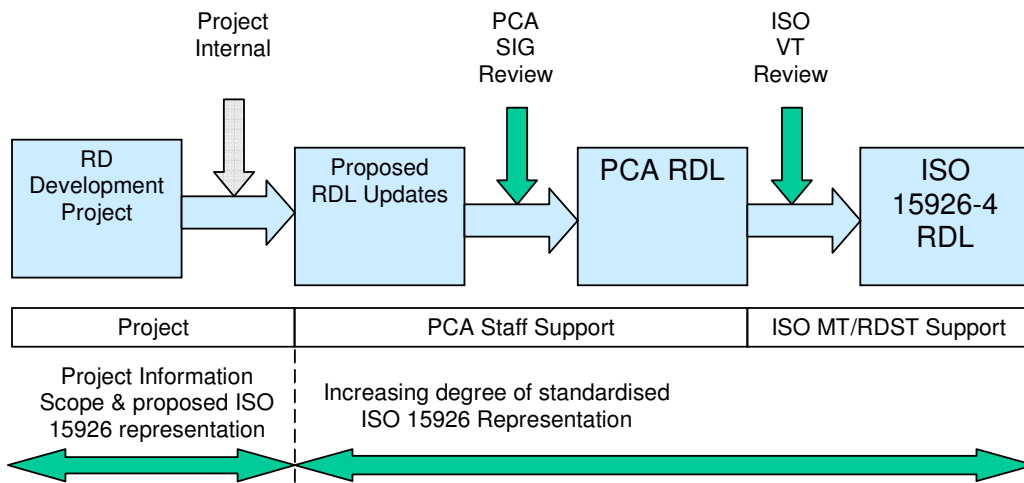 Project
Internal
PCA
SIG
Review
ISO
VT
Review
RD
Development
Project
Proposed
RDL Updates
PCA RDL
ISO
15926-4
RDL
Project
PCA Staff Support
ISO MT/RDST Support
Project Information
Scope & proposed ISO
15926 representation
Increasing degree of standardised
ISO 15926 Representation